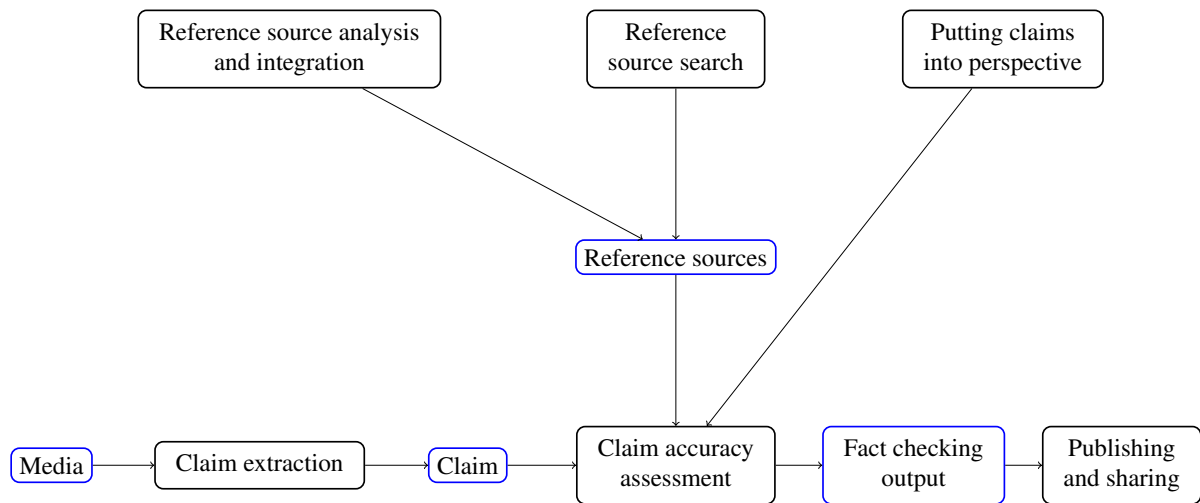 Reference source analysis
and integration
Reference
source search
Putting claims
into perspective
Reference sources
Media
Claim extraction
Claim
Claim accuracy
assessment
Fact checking
output
Publishing
and sharing